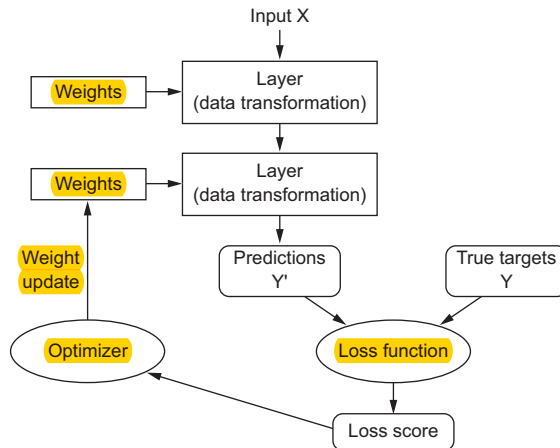 Input X
Layer
(data transformation)
Weights
Layer
(data transformation)
Weights
Weight
update
Predictions
Y'
True targets
Y
Optimizer
Loss function
Loss score